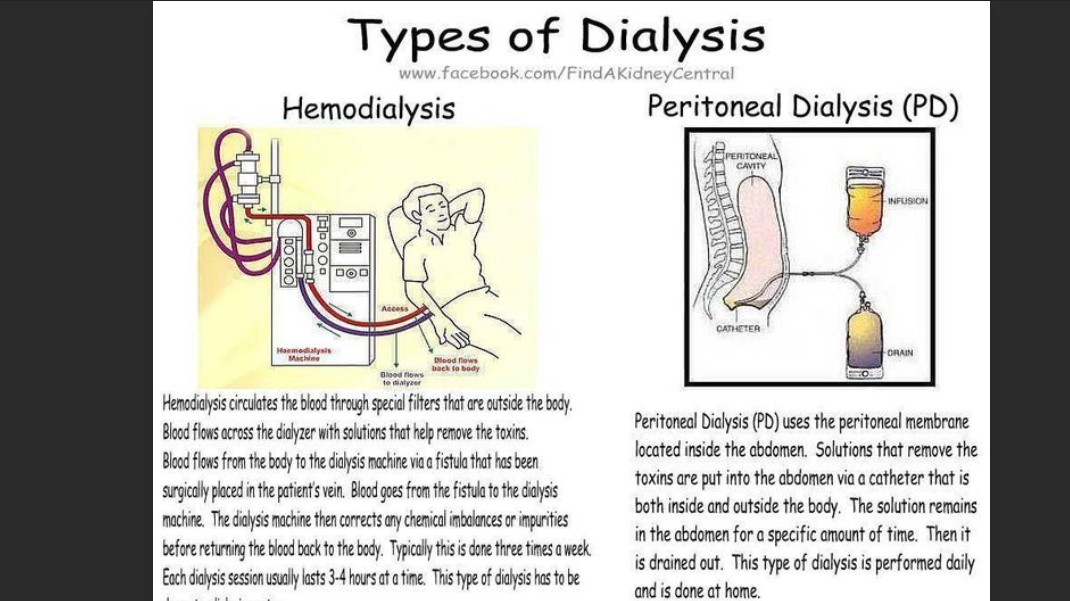 Types of Dialysis
www.facebook.com/FindAKidneyCentral
Hemodialysis
Access
Haemodialysis
Machine
Blood flows
back to body
Blood flows
to dialyzer
Hemodialysis circulates the blood through special filters that are outside the body.
Blood flows across the dialyzer with solutions that help remove the toxins.
Blood flows from the body to the dialysis machine via a fistula that has been
surgically placed in the patient's vein. Blood goes from the fistula to the dialysis
machine. The dialysis machine then corrects any chemical imbalances or impurities
before returning the blood back to the body. Typically this is done three times a week.
Each dialysis session usually lasts 3-4 hours at a time. This type of dialysis has to be
Peritoneal Dialysis (PD)
PERITONEAL
CAVITY
INFUSION
CATHETER
DRAIN
Peritoneal Dialysis (PD) uses the peritoneal membrane
located inside the abdomen. Solutions that remove the
toxins are put into the abdomen via a catheter that is
both inside and outside the body. The solution remains
in the abdomen for a specific amount of time. Then it
is drained out. This type of dialysis is performed daily
and is done at home.